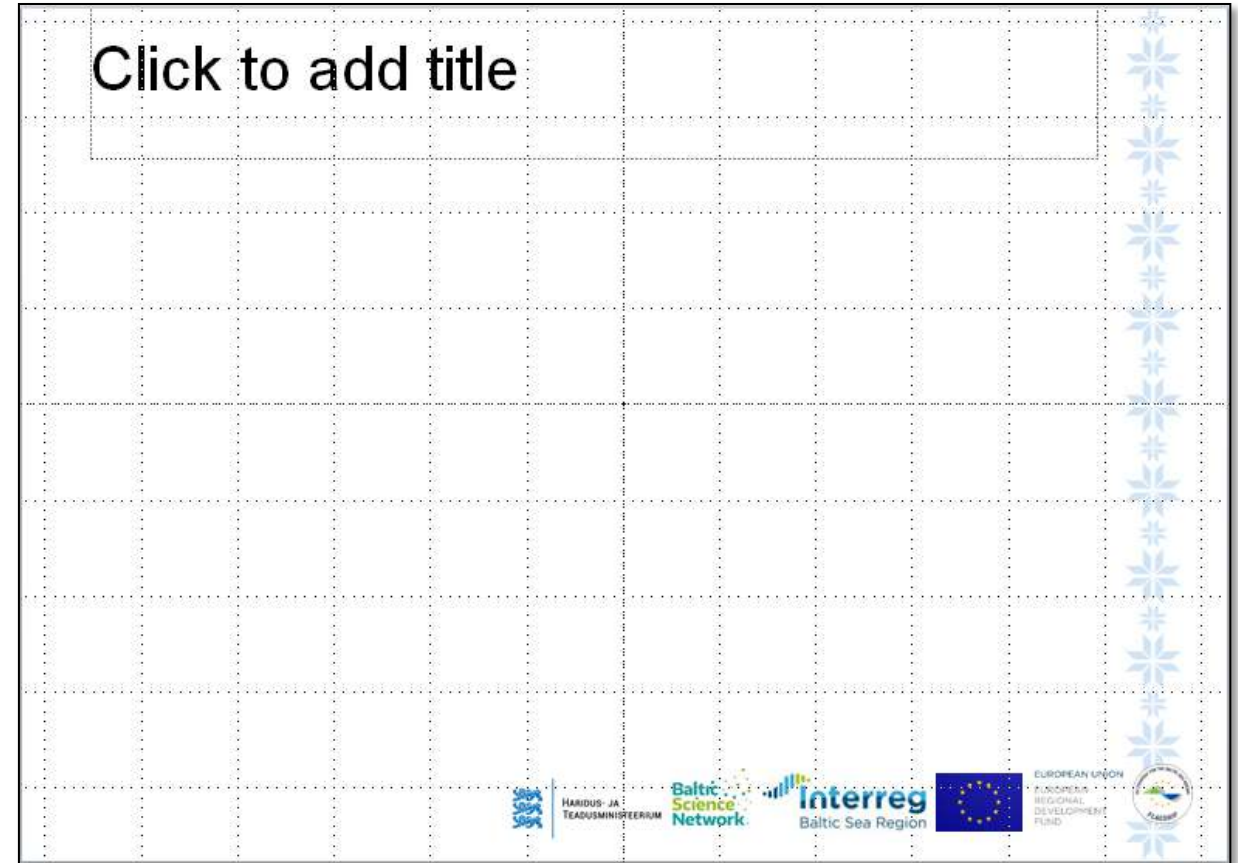 Click to add title
HARIDUS- JA
TEADUSMINISTEERIUM
Baltic
Science
Network
Interreg
Baltic Sea Region
EUROPEAN UNION
EUROPEAN
REGIONAL
DEVELOPMENT
FUND
FLAGSHIP